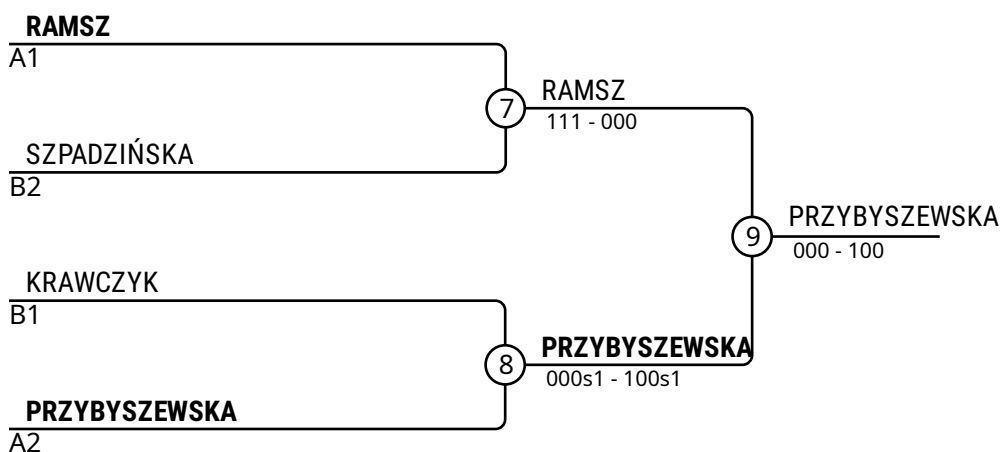 RAMSZ
A1
7
RAMSZ
111 - 000
SZPADZIŃSKA
B2
9
PRZYBYSZEWSKA
000 - 100
KRAWCZYK
B1
8
PRZYBYSZEWSKA
000s1 - 100s1
PRZYBYSZEWSKA
A2